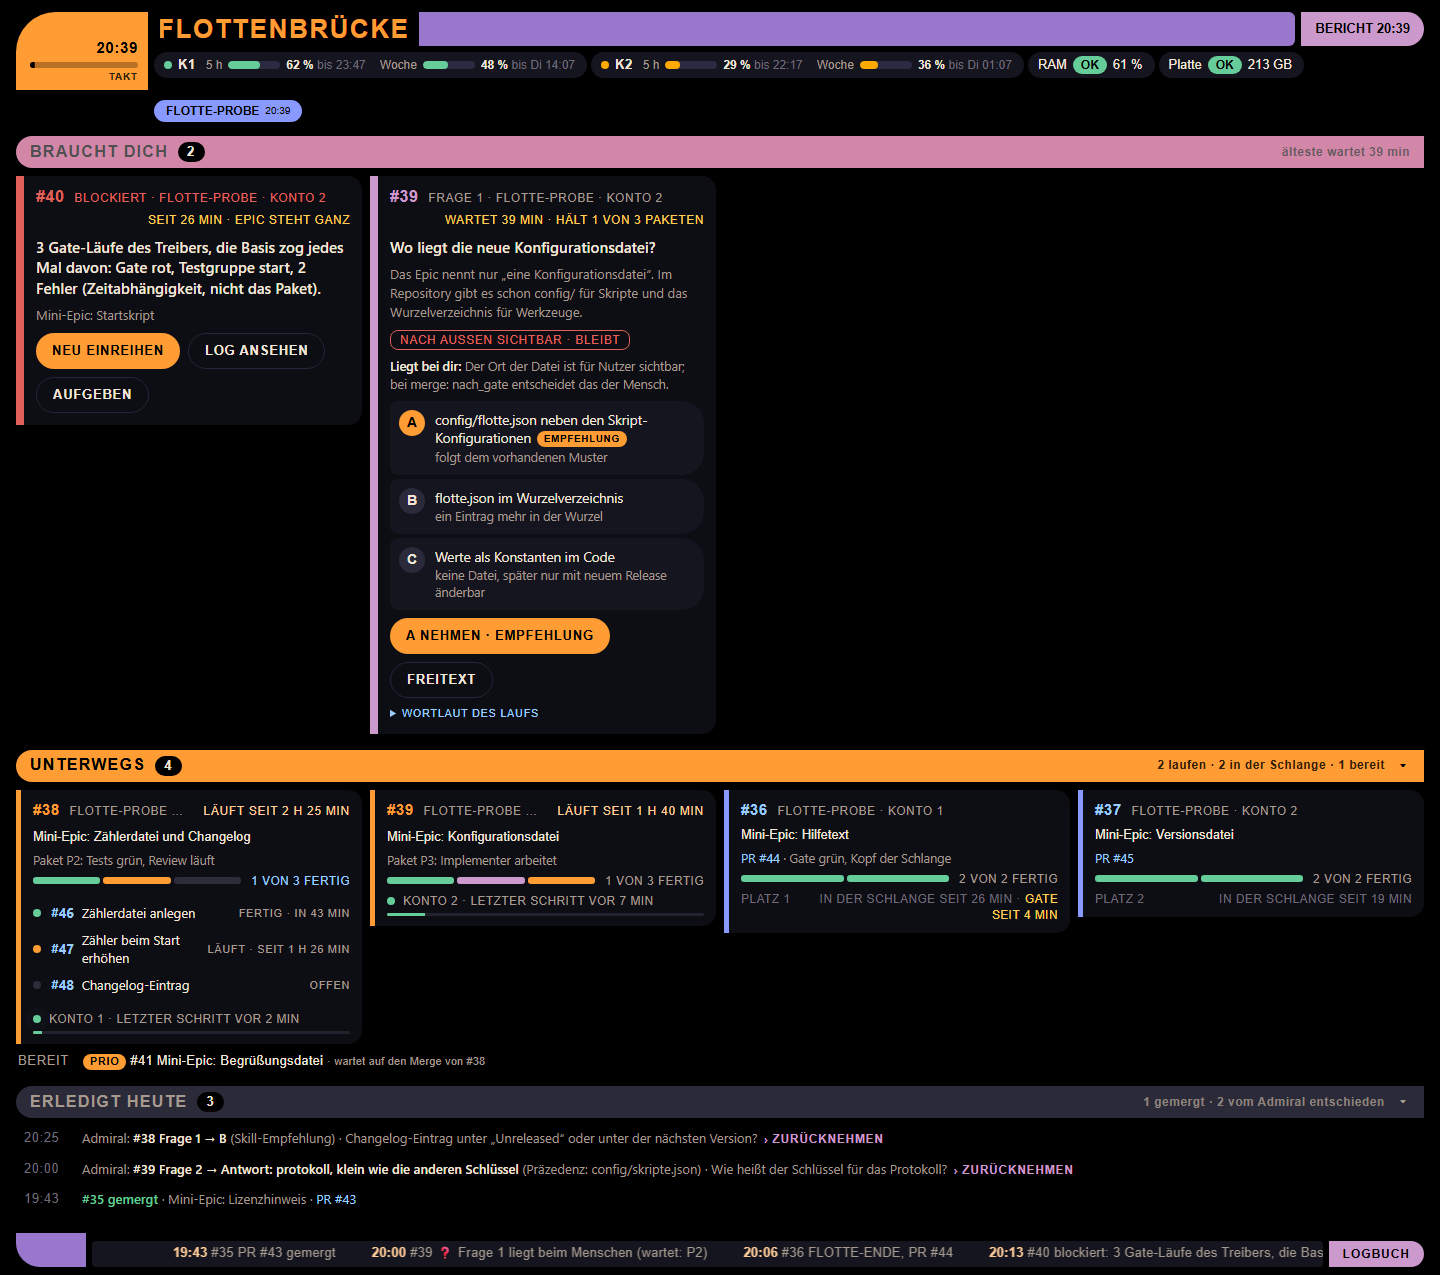 20:39
TAKT
FLOTTENBRÜCKE
BERICHT 20:39
K1 5 h 62 % bis 23:47 Woche 48 % bis Di 14:07
K2 5 h 29 % bis 22:17 Woche 36 % bis Di 01:07
RAM OK 61 %
Platte OK 213 GB
FLOTTE-PROBE 20:39
BRAUCHT DICH 2
älteste wartet 39 min
#40 BLOCKIERT · FLOTTE-PROBE · KONTO 2
SEIT 26 MIN · EPIC STEHT GANZ
3 Gate-Läufe des Treibers, die Basis zog jedes
Mal davon: Gate rot, Testgruppe start, 2
Fehler (Zeitabhängigkeit, nicht das Paket).
Mini-Epic: Startskript
NEU EINREIHEN
LOG ANSEHEN
AUFGEBEN
#39 FRAGE 1 · FLOTTE-PROBE · KONTO 2
WARTET 39 MIN · HÄLT 1 VON 3 PAKETEN
Wo liegt die neue Konfigurationsdatei?
Das Epic nennt nur „eine Konfigurationsdatei“. Im
Repository gibt es schon config/ für Skripte und das
Wurzelverzeichnis für Werkzeuge.
NACH AUSSEN SICHTBAR · BLEIBT
Liegt bei dir: Der Ort der Datei ist für Nutzer sichtbar;
bei merge: nach_gate entscheidet das der Mensch.
A config/flotte.json neben den Skript-
Konfigurationen EMPFEHLUNG
folgt dem vorhandenen Muster
B flotte.json im Wurzelverzeichnis
ein Eintrag mehr in der Wurzel
C Werte als Konstanten im Code
keine Datei, später nur mit neuem Release
änderbar
A NEHMEN · EMPFEHLUNG
FREITEXT
▶ WORTLAUT DES LAUFS
UNTERWEGS 4
2 laufen · 2 in der Schlange · 1 bereit
#38 FLOTTE-PROBE ... LÄUFT SEIT 2 H 25 MIN
Mini-Epic: Zählerdatei und Changelog
Paket P2: Tests grün, Review läuft
1 VON 3 FERTIG
#46 Zählerdatei anlegen FERTIG · IN 43 MIN
#47 Zähler beim Start
erhöhen LÄUFT · SEIT 1 H 26 MIN
#48 Changelog-Eintrag OFFEN
KONTO 1 · LETZTER SCHRITT VOR 2 MIN
#39 FLOTTE-PROBE ... LÄUFT SEIT 1 H 40 MIN
Mini-Epic: Konfigurationsdatei
Paket P3: Implementer arbeitet
1 VON 3 FERTIG
KONTO 2 · LETZTER SCHRITT VOR 7 MIN
#36 FLOTTE-PROBE · KONTO 1
Mini-Epic: Hilfetext
PR #44 · Gate grün, Kopf der Schlange
2 VON 2 FERTIG
PLATZ 1 IN DER SCHLANGE SEIT 26 MIN · GATE
SEIT 4 MIN
#37 FLOTTE-PROBE · KONTO 2
Mini-Epic: Versionsdatei
PR #45
2 VON 2 FERTIG
PLATZ 2 IN DER SCHLANGE SEIT 19 MIN
BEREIT PRIO #41 Mini-Epic: Begrüßungsdatei · wartet auf den Merge von #38
ERLEDIGT HEUTE 3
1 gemergt · 2 vom Admiral entschieden
20:25 Admiral: #38 Frage 1 → B (Skill-Empfehlung) · Changelog-Eintrag unter „Unreleased“ oder unter der nächsten Version? › ZURÜCKNEHMEN
20:00 Admiral: #39 Frage 2 → Antwort: protokoll, klein wie die anderen Schlüssel (Präzedenz: config/skripte.json) · Wie heißt der Schlüssel für das Protokoll? › ZURÜCKNEHMEN
19:43 #35 gemergt · Mini-Epic: Lizenzhinweis · PR #43
19:43 #35 PR #43 gemergt 20:00 #39 ❓ Frage 1 liegt beim Menschen (wartet: P2) 20:06 #36 FLOTTE-ENDE, PR #44 20:13 #40 blockiert: 3 Gate-Läufe des Treibers, die Bas
LOGBUCH